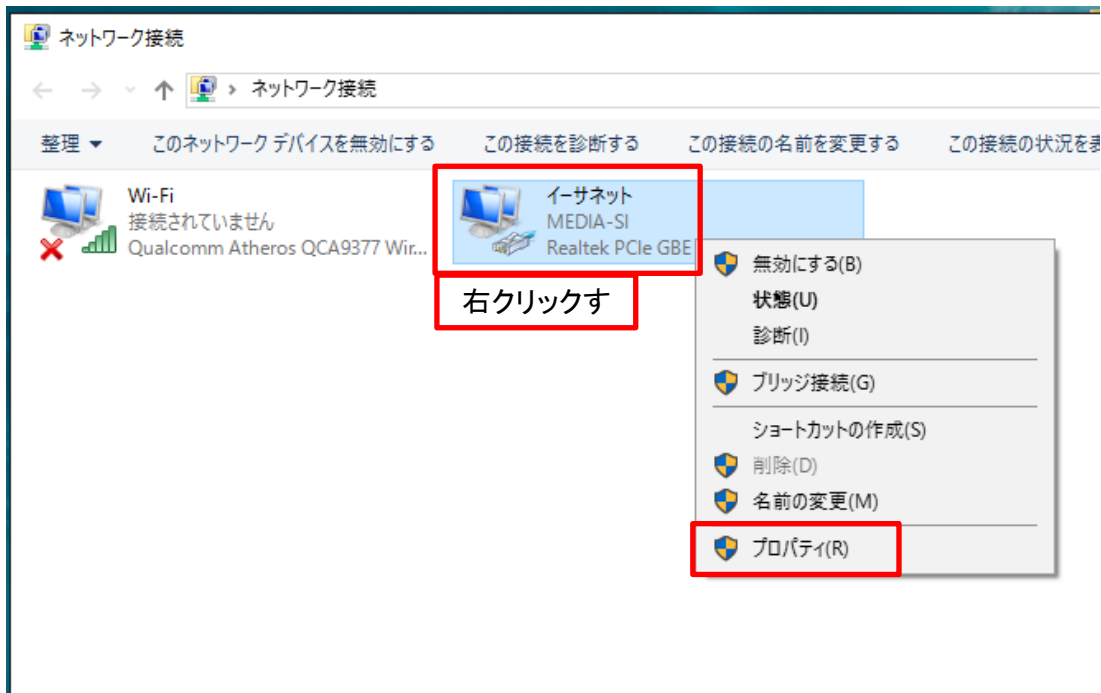 ネットワーク接続
ネットワーク接続
整理 このネットワーク デバイスを無効にする この接続を診断する この接続の名前を変更する この接続の状況を表
Wi-Fi
接続されていません
Qualcomm Atheros QCA9377 Wir...
イーサネット
MEDIA-SI
Realtek PCIe GBE
右クリックす
無効にする(B)
状態(U)
診断(I)
ブリッジ接続(G)
ショートカットの作成(S)
削除(D)
名前の変更(M)
プロパティ(R)